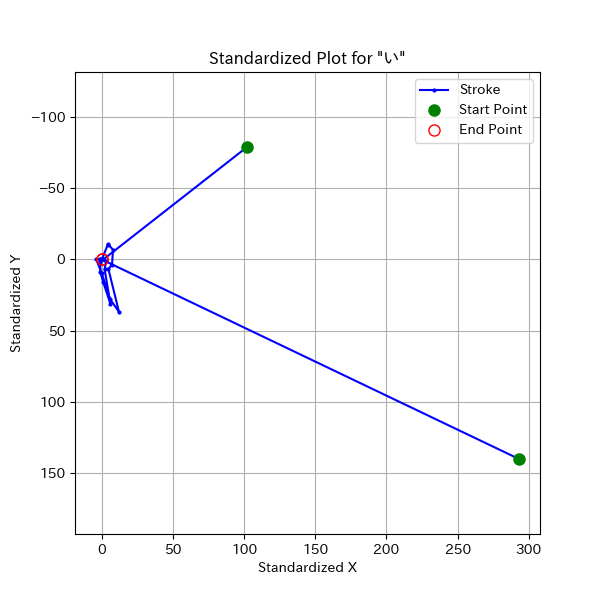 Standardized Plot for "い"
Stroke
Start Point
End Point
Standardized Y
−100
−50
0
50
100
150
0 50 100 150 200 250 300
Standardized X